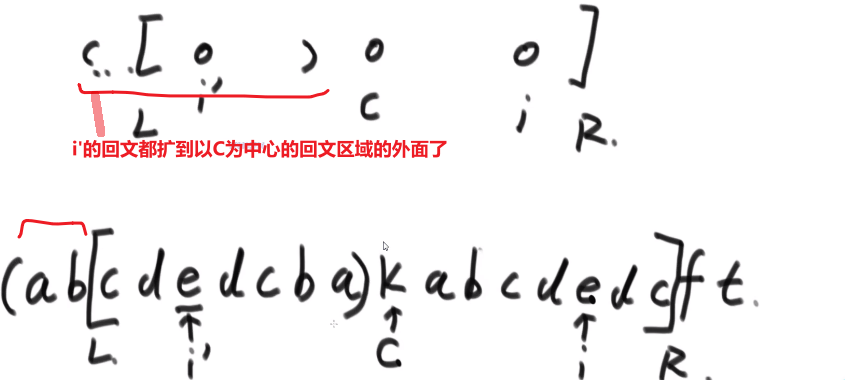 ( . . . [ o ) o o ]
L i' C i R.
i'的回文都扩到以C为中心的回文区域的外面了
(ab[cdedcba)kabcdedc]ft.
L. i' C. i R.